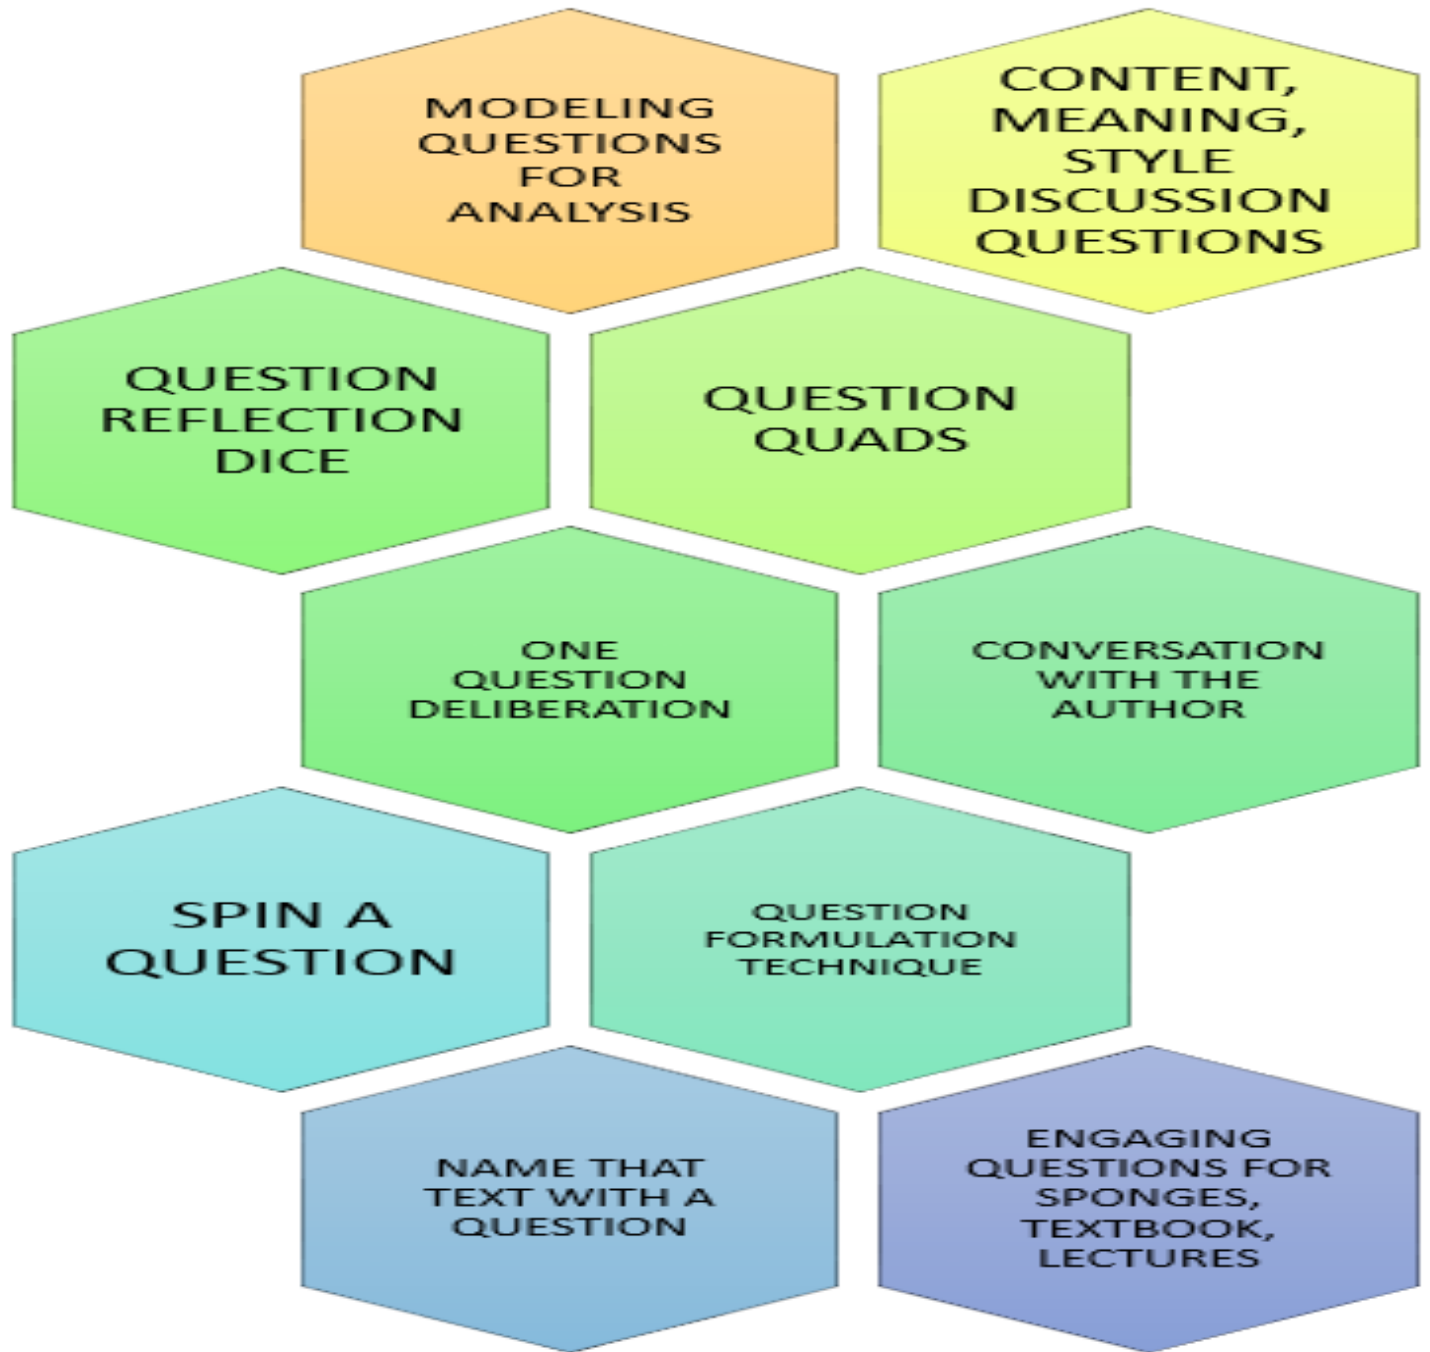 MODELING
QUESTIONS
FOR
ANALYSIS
CONTENT,
MEANING,
STYLE
DISCUSSION
QUESTIONS
QUESTION
REFLECTION
DICE
QUESTION
QUADS
ONE
QUESTION
DELIBERATION
CONVERSATION
WITH THE
AUTHOR
SPIN A
QUESTION
QUESTION
FORMULATION
TECHNIQUE
NAME THAT
TEXT WITH A
QUESTION
ENGAGING
QUESTIONS FOR
SPONGES,
TEXTBOOK,
LECTURES